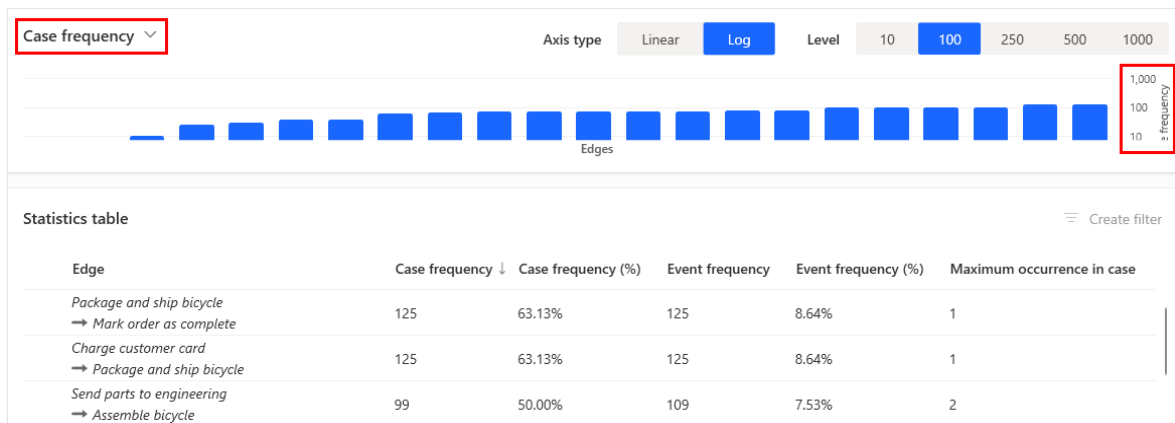 Case frequency
Axis type Linear Log Level 10 100 250 500 1000
1,000
100
10
frequency
Edges
Statistics table
Create filter
Edge Case frequency ↓ Case frequency (%) Event frequency Event frequency (%) Maximum occurrence in case
Package and ship bicycle
→ Mark order as complete
125 63.13% 125 8.64% 1
Charge customer card
→ Package and ship bicycle
125 63.13% 125 8.64% 1
Send parts to engineering
→ Assemble bicycle
99 50.00% 109 7.53% 2